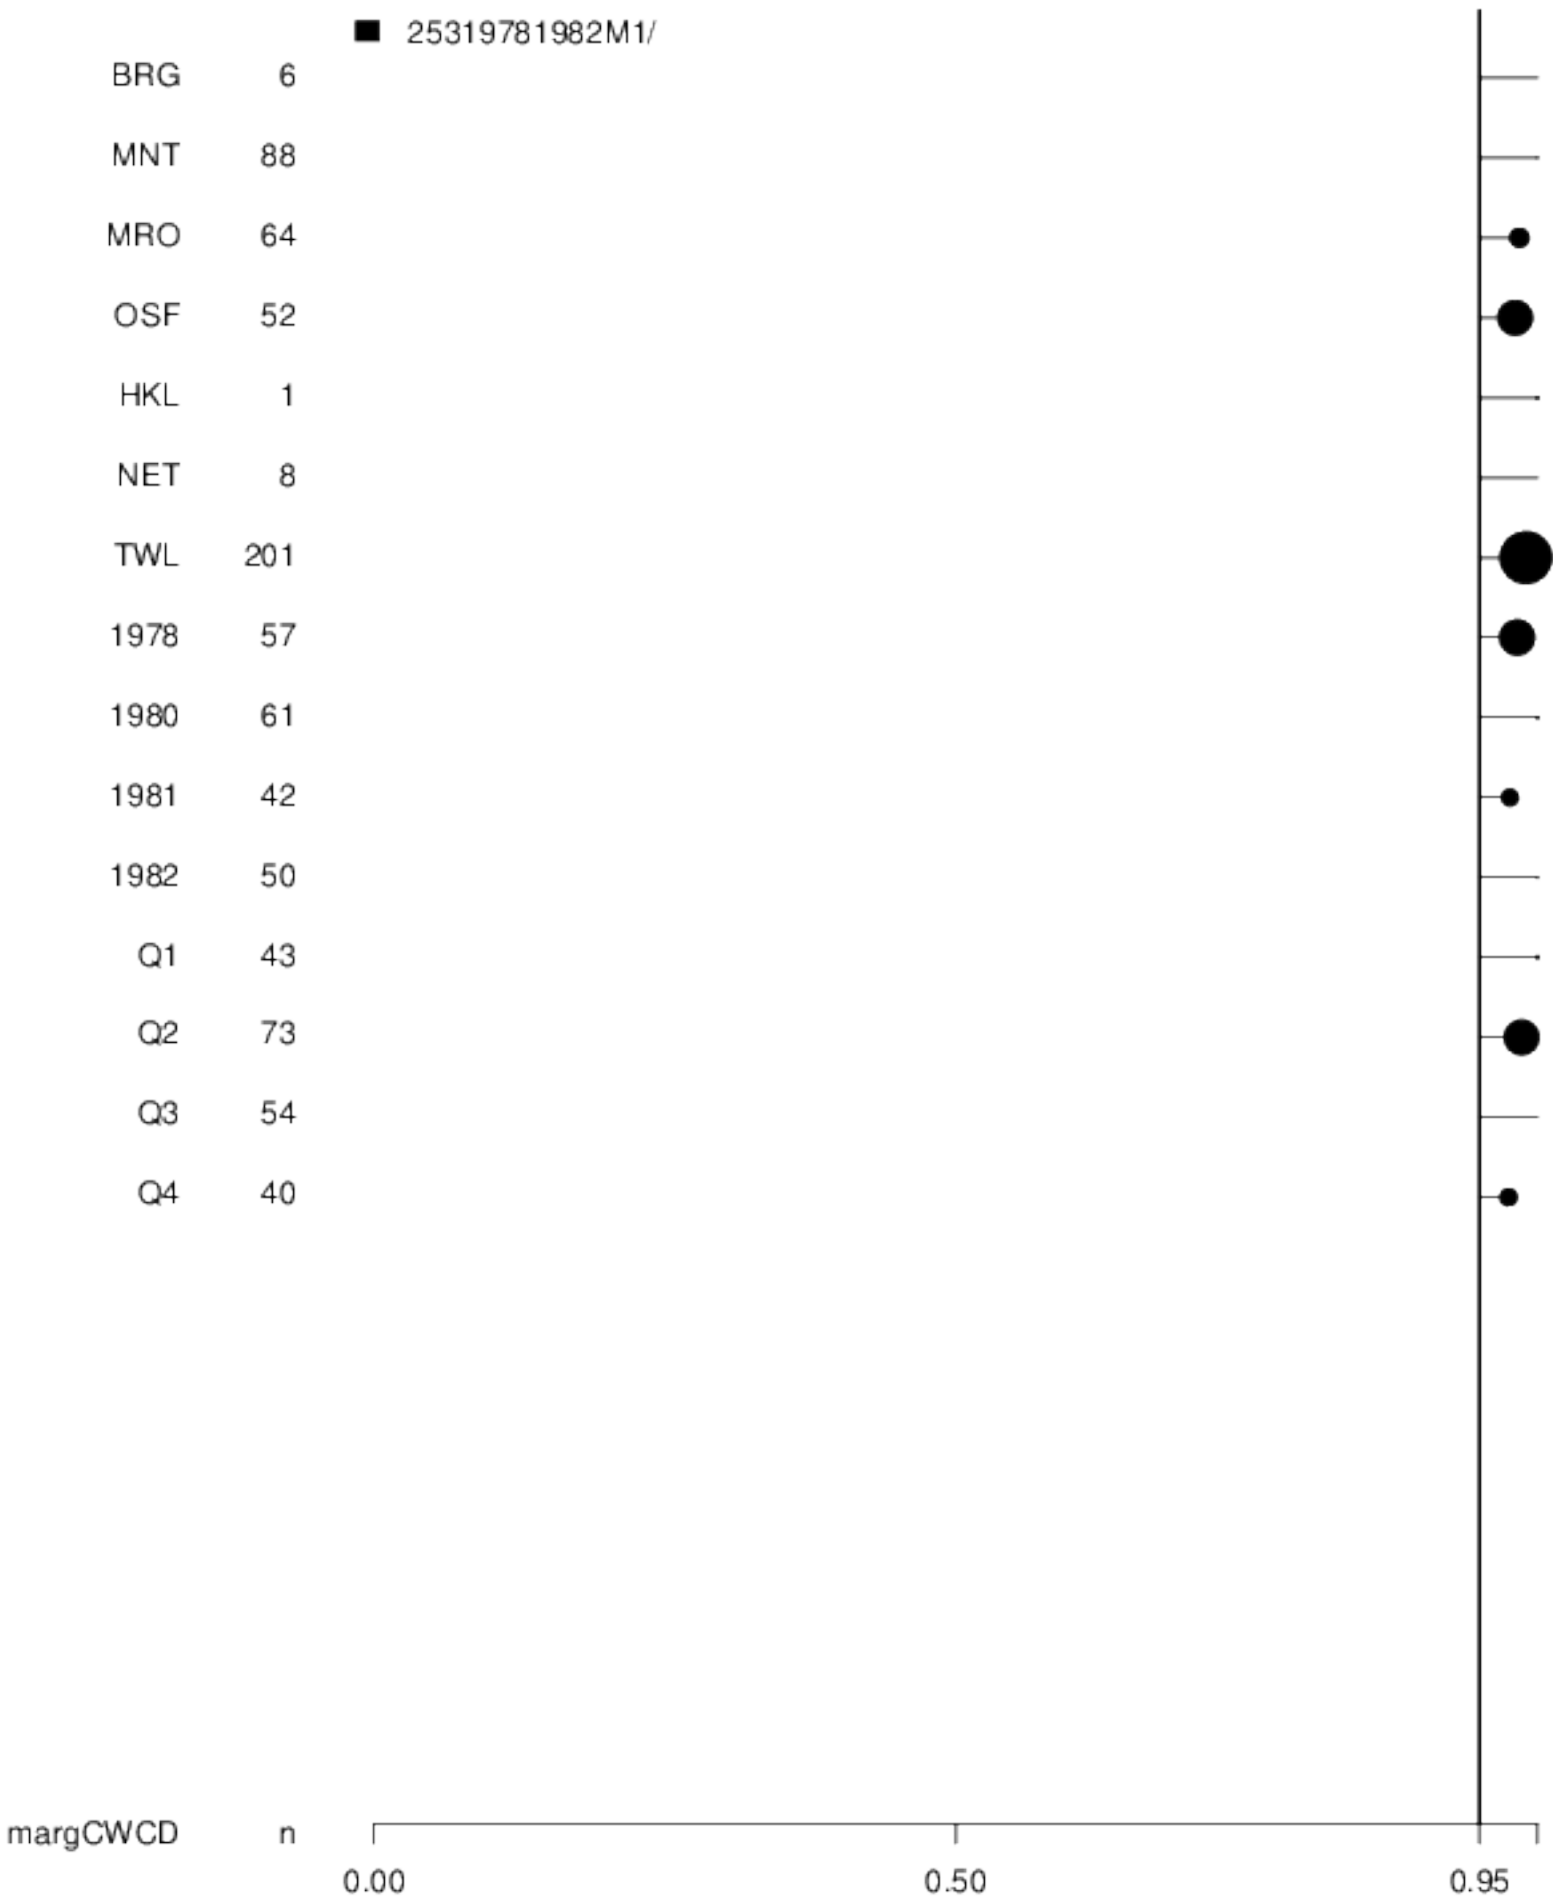 25319781982M1/
BRG 6
MNT 88
MRO 64
OSF 52
HKL 1
NET 8
TWL 201
1978 57
1980 61
1981 42
1982 50
Q1 43
Q2 73
Q3 54
Q4 40
margCWCD n
0.00 0.50 0.95